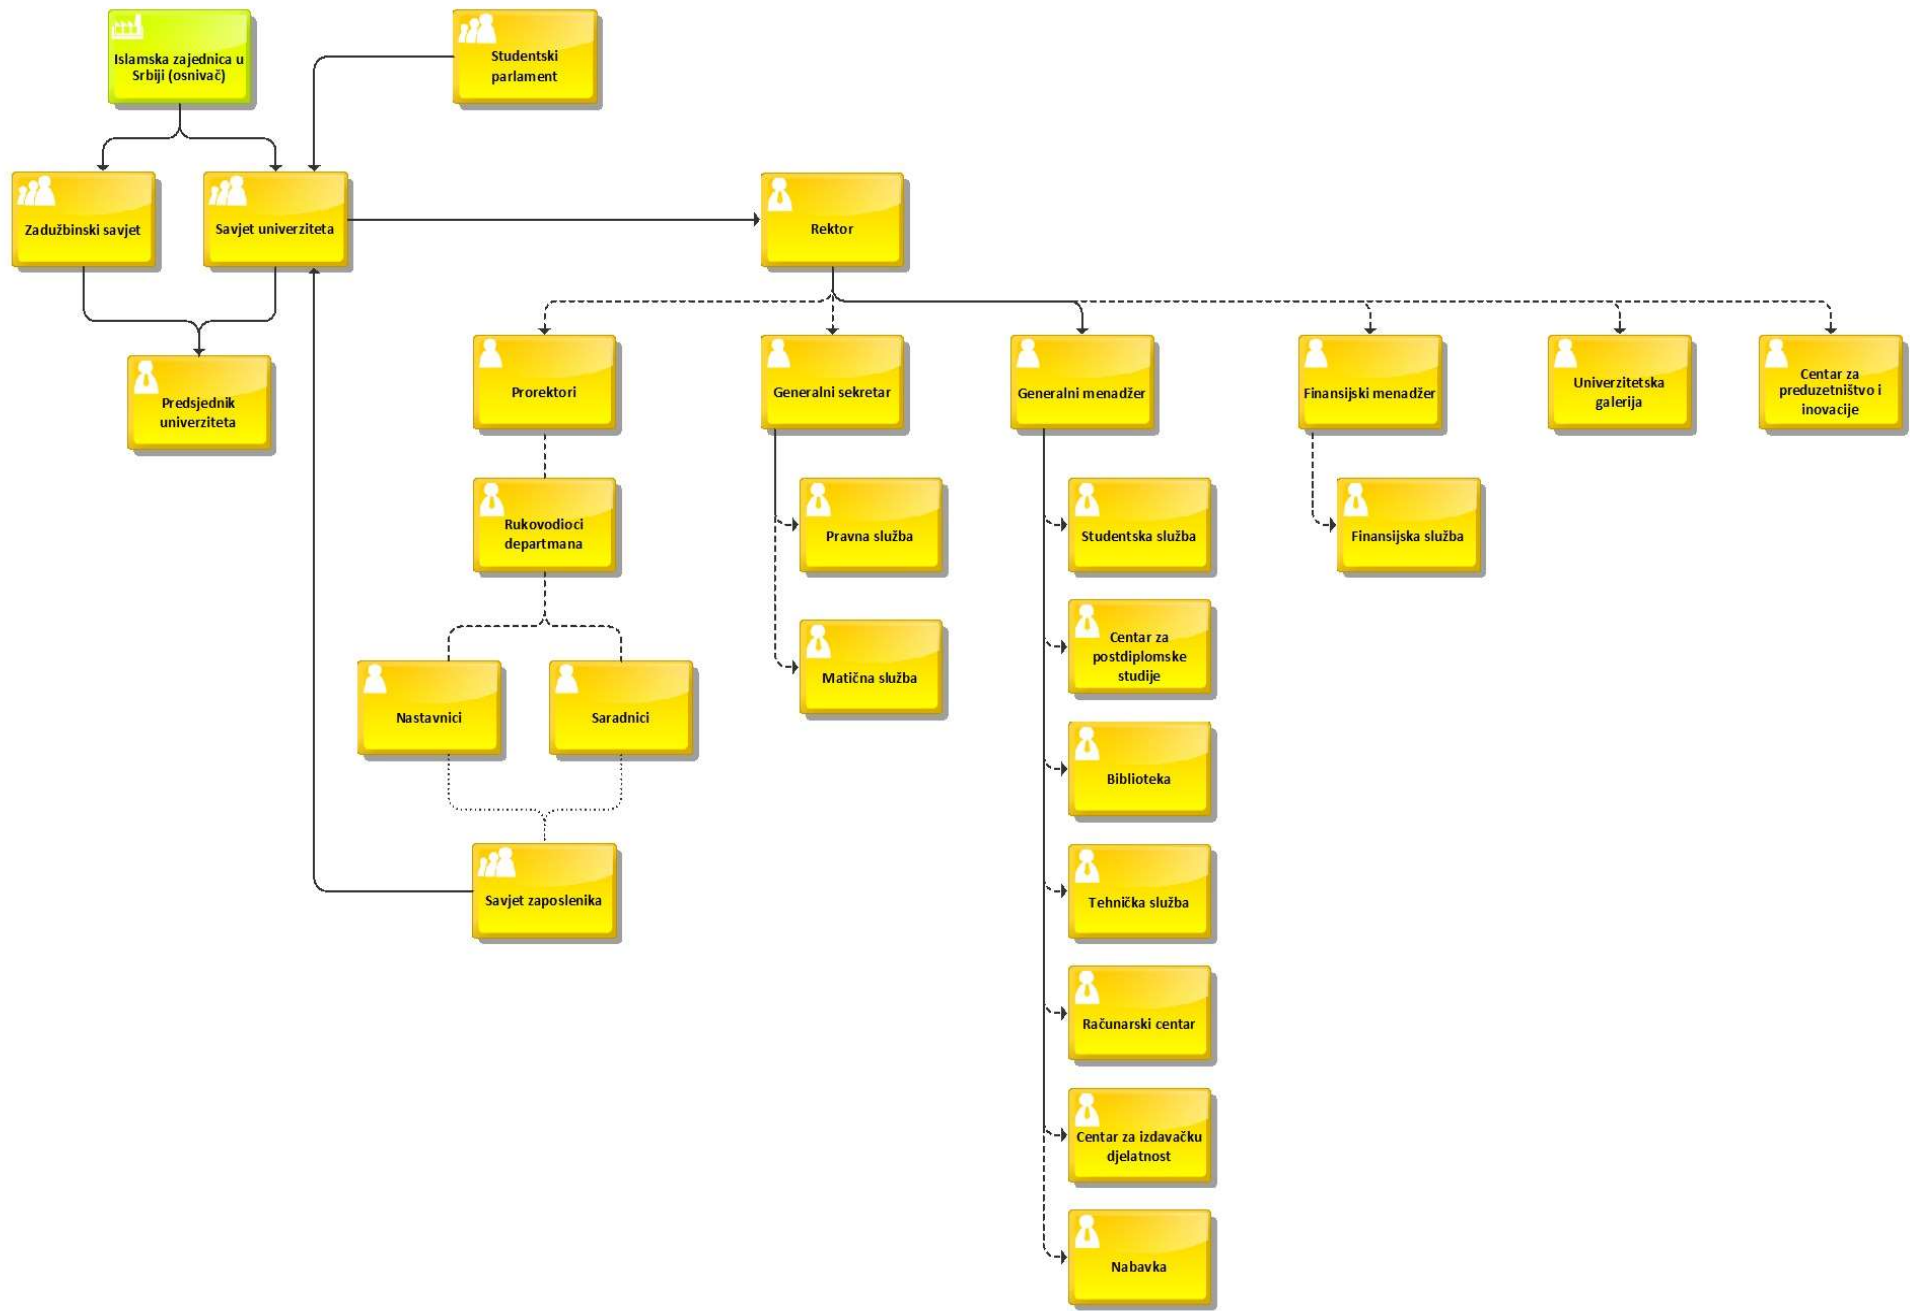 Islamska zajednica u
Srbiji (osnivač)
Studentski
parlament
Zadužbinski savjet
Savjet univerziteta
Rektor
Predsjednik
univerziteta
Prorektori
Generalni sekretar
Generalni menadžer
Finansijski menadžer
Univerzitetska
galerija
Centar za
preduzetništvo i
inovacije
Rukovodioci
departmana
Pravna služba
Studentska služba
Finansijska služba
Centar za
postdiplomske
studije
Matična služba
Nastavnici
Saradnici
Biblioteka
Savjet zaposlenika
Tehnička služba
Računarski centar
Centar za izdavačku
djelatnost
Nabavka